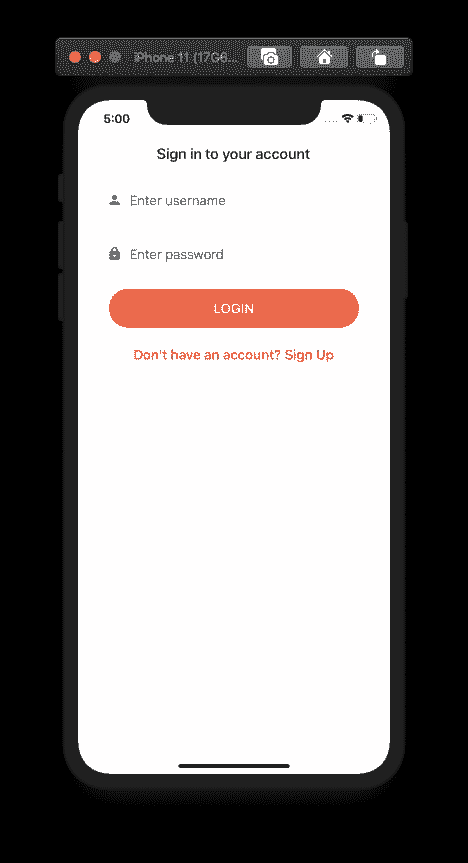 iPhone 11 (17G6...
5:00
Sign in to your account
Enter username
Enter password
LOGIN
Don't have an account? Sign Up